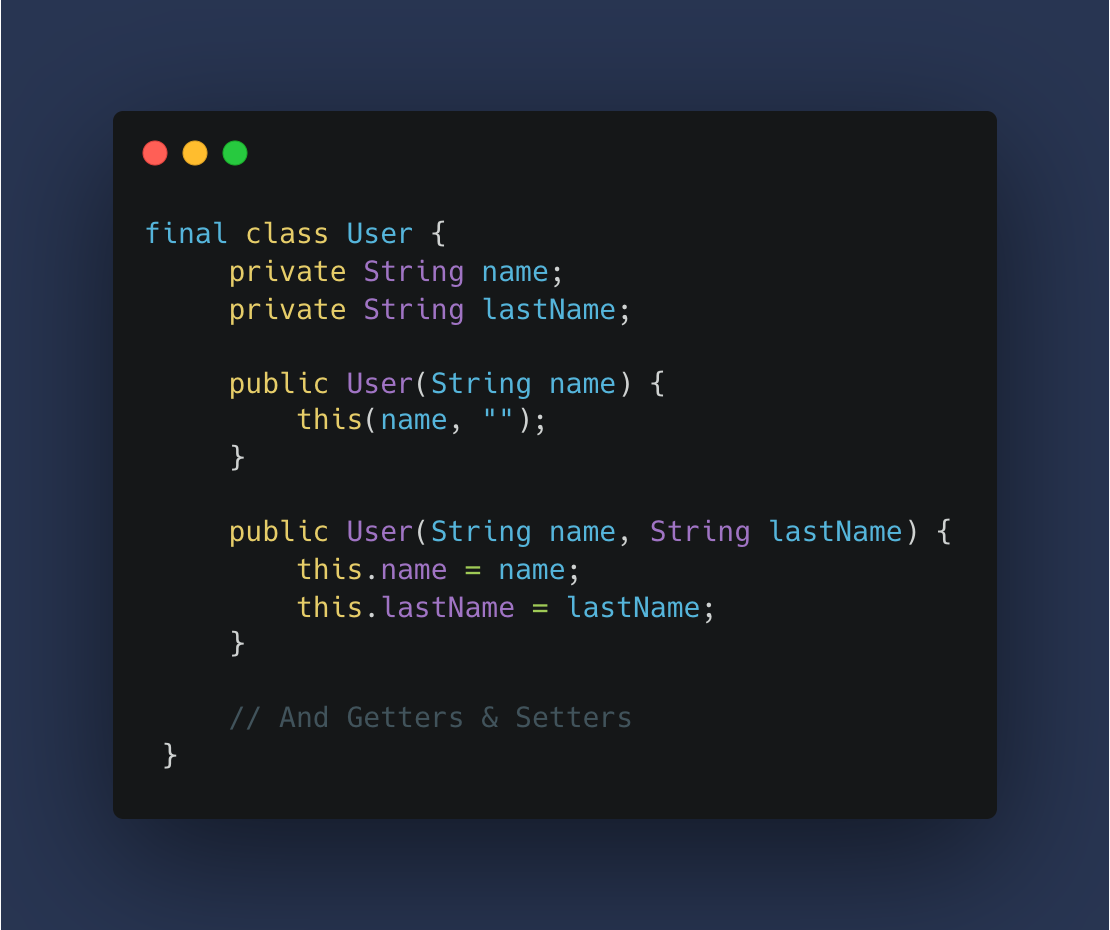 final class User {
     private String name;
     private String lastName;

     public User(String name) {
         this(name, "");
     }

     public User(String name, String lastName) {
         this.name = name;
         this.lastName = lastName;
     }

     // And Getters & Setters
 }